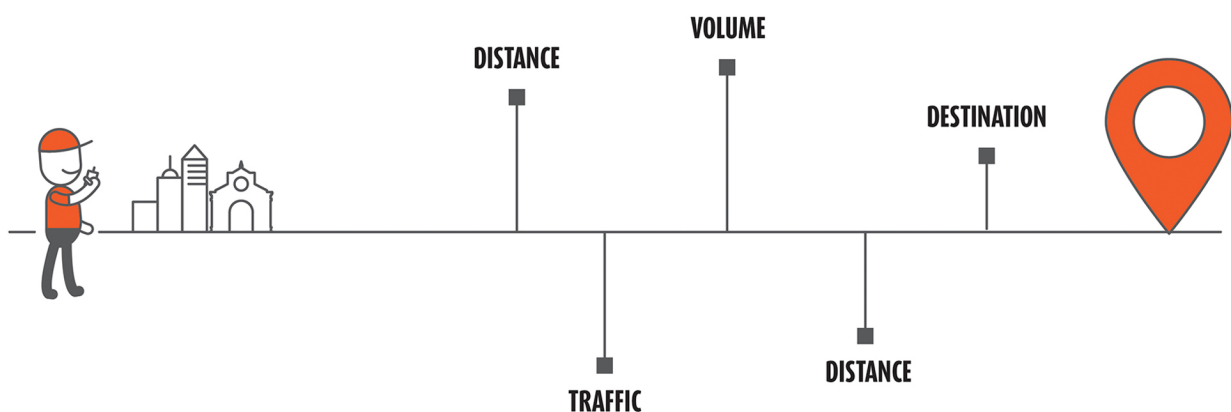 DISTANCE
VOLUME
DESTINATION
TRAFFIC
DISTANCE